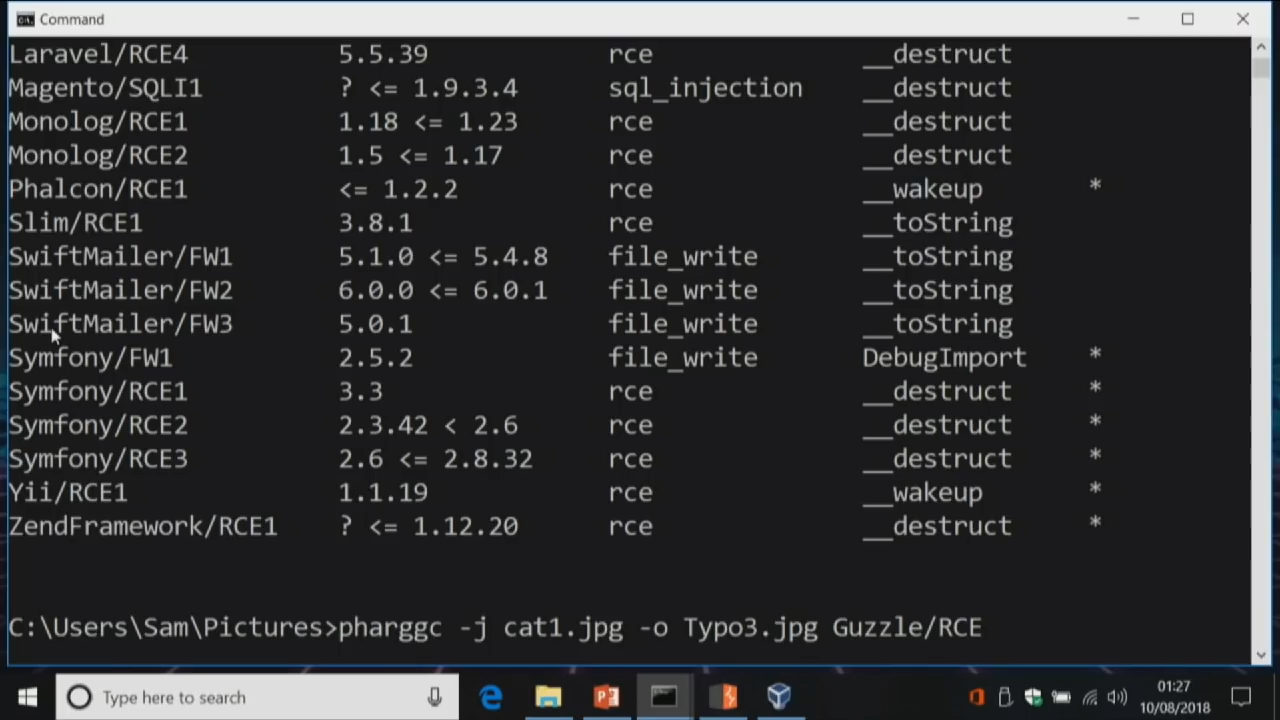 Command
Laravel/RCE4 5.5.39 rce __destruct
Magento/SQLI1 ? <= 1.9.3.4 sql_injection __destruct
Monolog/RCE1 1.18 <= 1.23 rce __destruct
Monolog/RCE2 1.5 <= 1.17 rce __destruct
Phalcon/RCE1 <= 1.2.2 rce __wakeup *
Slim/RCE1 3.8.1 rce __toString
SwiftMailer/FW1 5.1.0 <= 5.4.8 file_write __toString
SwiftMailer/FW2 6.0.0 <= 6.0.1 file_write __toString
SwiftMailer/FW3 5.0.1 file_write __toString
Symfony/FW1 2.5.2 file_write DebugImport *
Symfony/RCE1 3.3 rce __destruct *
Symfony/RCE2 2.3.42 < 2.6 rce __destruct *
Symfony/RCE3 2.6 <= 2.8.32 rce __destruct *
Yii/RCE1 1.1.19 rce __wakeup *
ZendFramework/RCE1 ? <= 1.12.20 rce __destruct *
C:\Users\Sam\Pictures>pharggc -j cat1.jpg -o Typo3.jpg Guzzle/RCE
Type here to search
01:27
10/08/2018